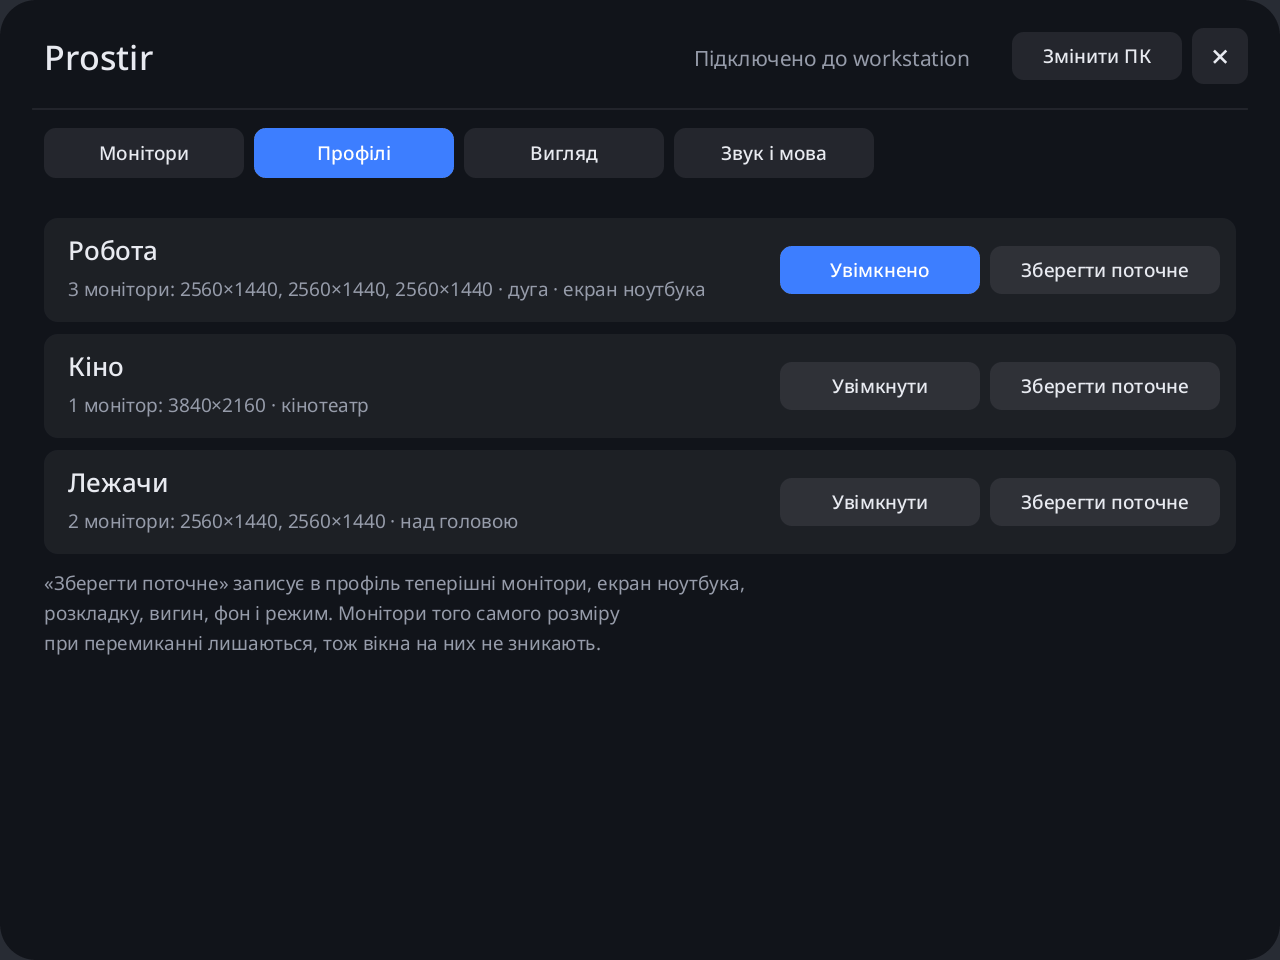 Prostir
Підключено до workstation
Змінити ПК
✕
Монітори
Профілі
Вигляд
Звук і мова
Робота
3 монітори: 2560×1440, 2560×1440, 2560×1440 · дуга · екран ноутбука
Увімкнено
Зберегти поточне
Кіно
1 монітор: 3840×2160 · кінотеатр
Увімкнути
Зберегти поточне
Лежачи
2 монітори: 2560×1440, 2560×1440 · над головою
Увімкнути
Зберегти поточне
«Зберегти поточне» записує в профіль теперішні монітори, екран ноутбука,
розкладку, вигин, фон і режим. Монітори того самого розміру
при перемиканні лишаються, тож вікна на них не зникають.